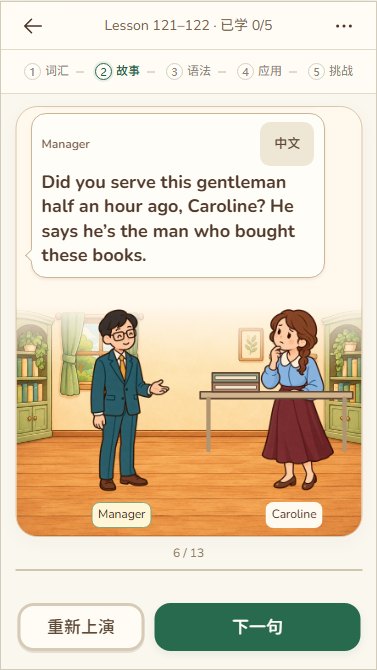 Lesson 121–122 · 已学 0/5
1 词汇 2 故事 3 语法 4 应用 5 挑战
Manager
中文
Did you serve this gentleman
half an hour ago, Caroline? He
says he's the man who bought
these books.
Manager
Caroline
6 / 13
重新上演
下一句